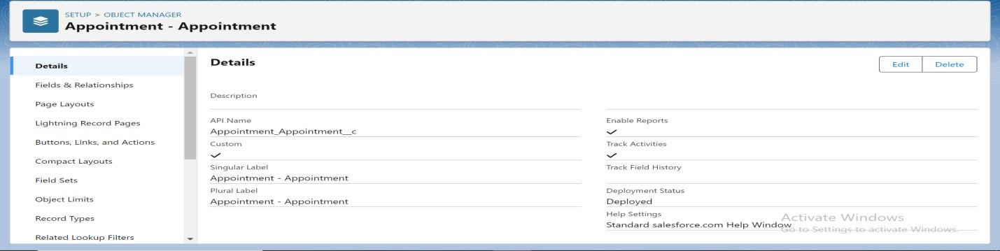 SETUP > OBJECT MANAGER
Appointment - Appointment
Details
Fields & Relationships
Page Layouts
Lightning Record Pages
Buttons, Links, and Actions
Compact Layouts
Field Sets
Object Limits
Record Types
Related Lookup Filters
Details
Edit Delete
Description
API Name
Appointment_Appointment__c
Custom
Singular Label
Appointment - Appointment
Plural Label
Appointment - Appointment
Enable Reports
Track Activities
Track Field History
Deployment Status
Deployed
Help Settings
Standard salesforce.com Help Window
Activate Windows
Go to Settings to activate Windows.